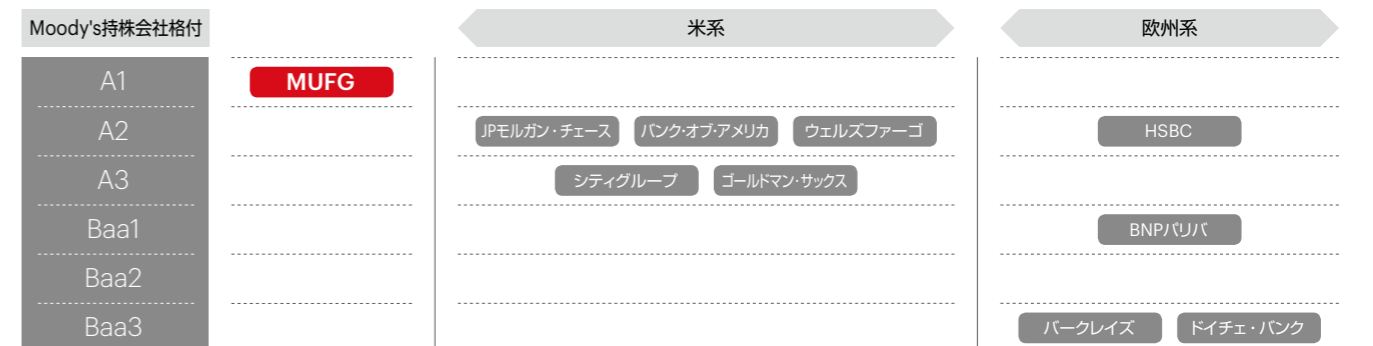 Moody's持株会社格付 米系 欧州系
A1 MUFG
A2 JPモルガン・チェース バンク・オブ・アメリカ ウェルズファーゴ HSBC
A3 シティグループ ゴールドマン・サックス
Baa1 BNPパリバ
Baa2
Baa3 バークレイズ ドイチェ・バンク